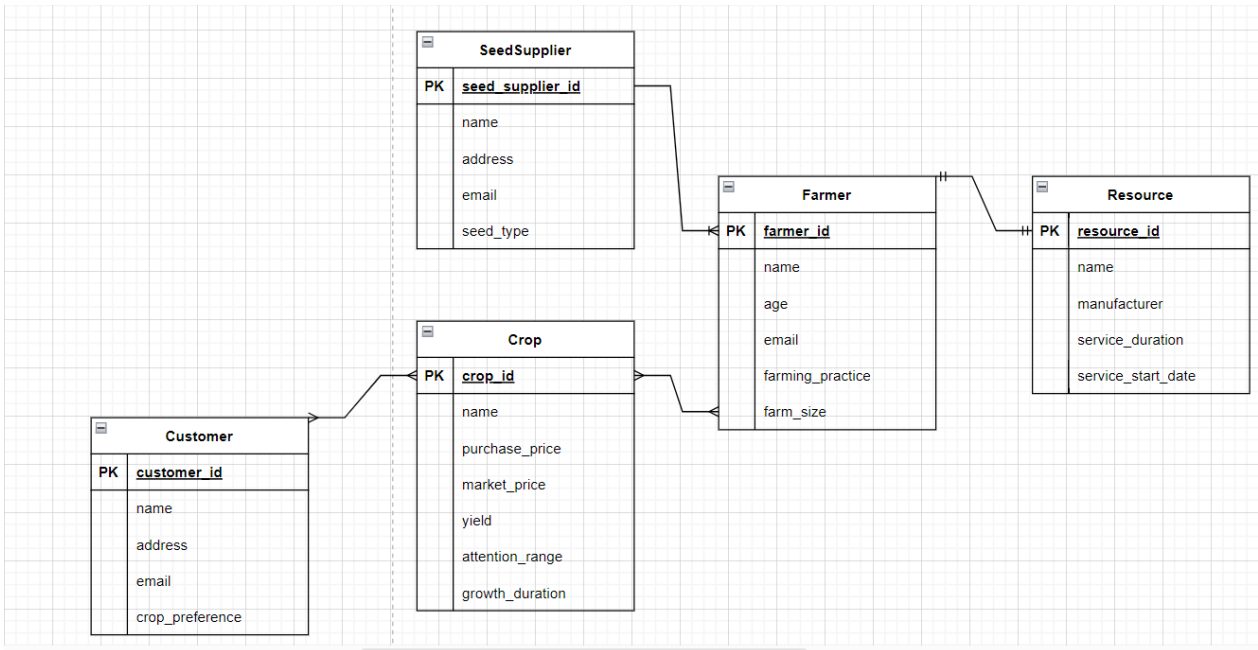 SeedSupplier
PK seed_supplier_id
name
address
email
seed_type
Farmer
PK farmer_id
name
age
email
farming_practice
farm_size
Resource
PK resource_id
name
manufacturer
service_duration
service_start_date
Crop
PK crop_id
name
purchase_price
market_price
yield
attention_range
growth_duration
Customer
PK customer_id
name
address
email
crop_preference